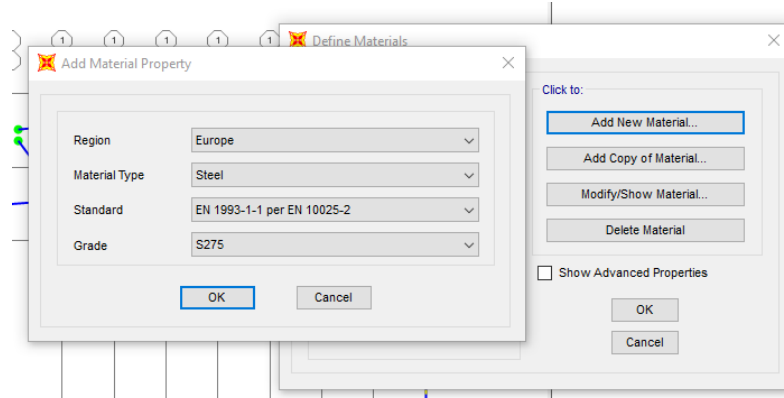 1 1 1 1 1
Define Materials
Add Material Property
Click to:
Region Europe
Material Type Steel
Standard EN 1993-1-1 per EN 10025-2
Grade S275
OK Cancel
Add New Material...
Add Copy of Material...
Modify/Show Material...
Delete Material
Show Advanced Properties
OK
Cancel